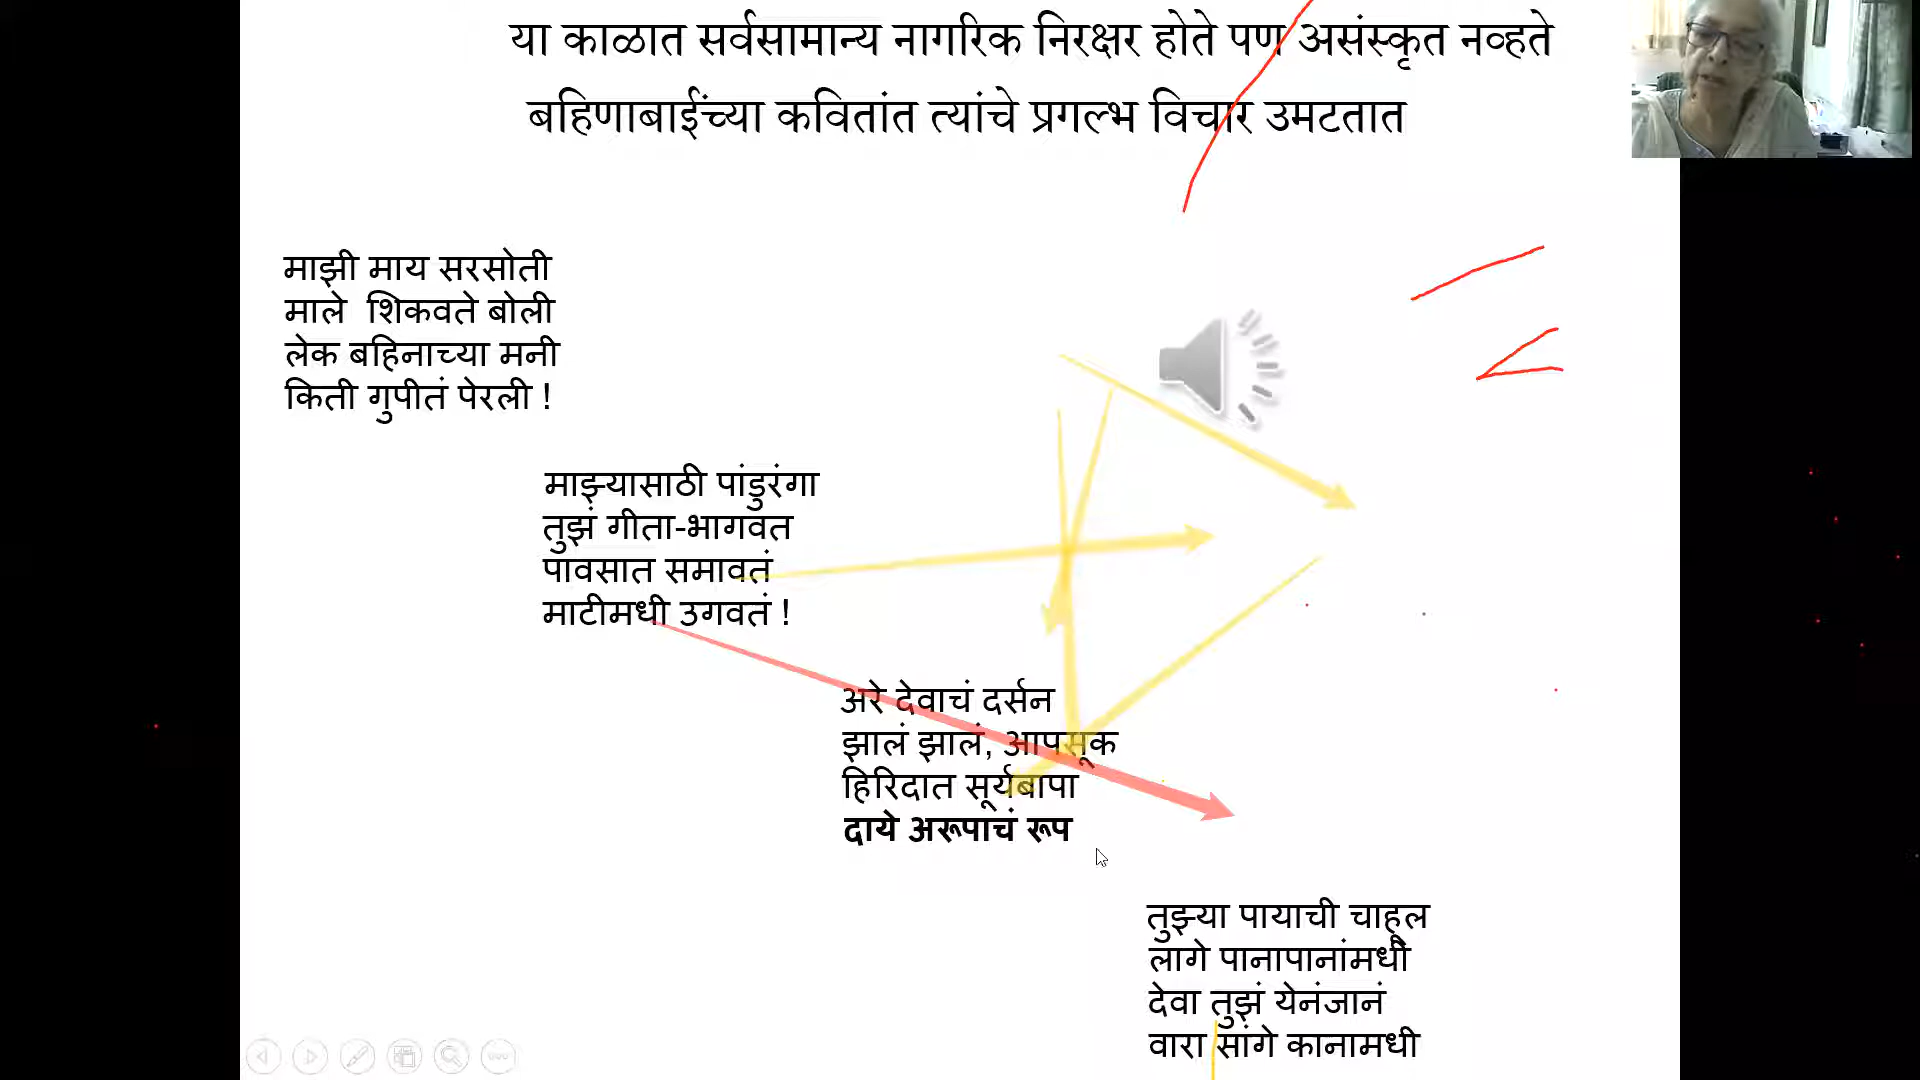 या काळात सर्वसामान्य नागरिक निरक्षर होते पण असंस्कृत नव्हते
बहिणाबाईंच्या कवितांत त्यांचे प्रगल्भ विचार उमटतात
माझी माय सरसोती
माले शिकवते बोली
लेक बहिनाच्या मनी
किती गुपीतं पेरली !
माझ्यासाठी पांडुरंगा
तुझं गीता-भागवत
पावसात समावतं
माटीमधी उगवतं !
अरे देवाचं दर्सन
झालं झालं, आपसूक
हिरिदात सूर्यबापा
दाये अरूपाचं रूप
तुझ्या पायाची चाहूल
लागे पानापानांमधी
देवा तुझं येनंजानं
वारा सांगे कानामधी